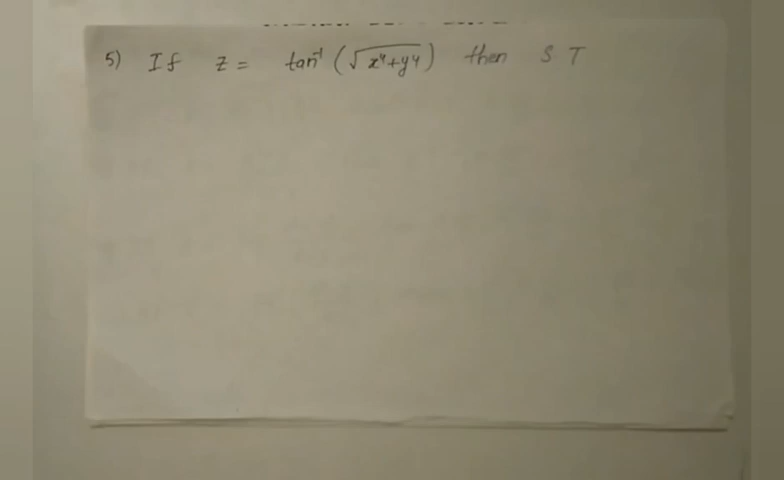 5) If z = tan⁻¹ (√x⁴+y⁴) then S T